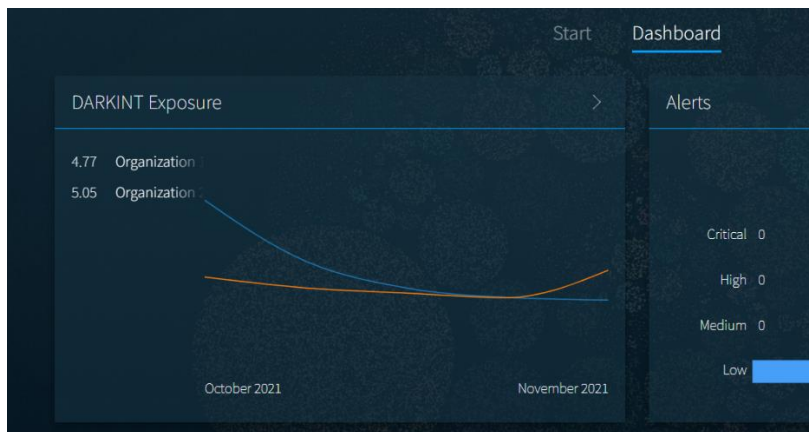 Start Dashboard
DARKINT Exposure >
4.77 Organization
5.05 Organization
October 2021 November 2021
Alerts
Critical 0
High 0
Medium 0
Low